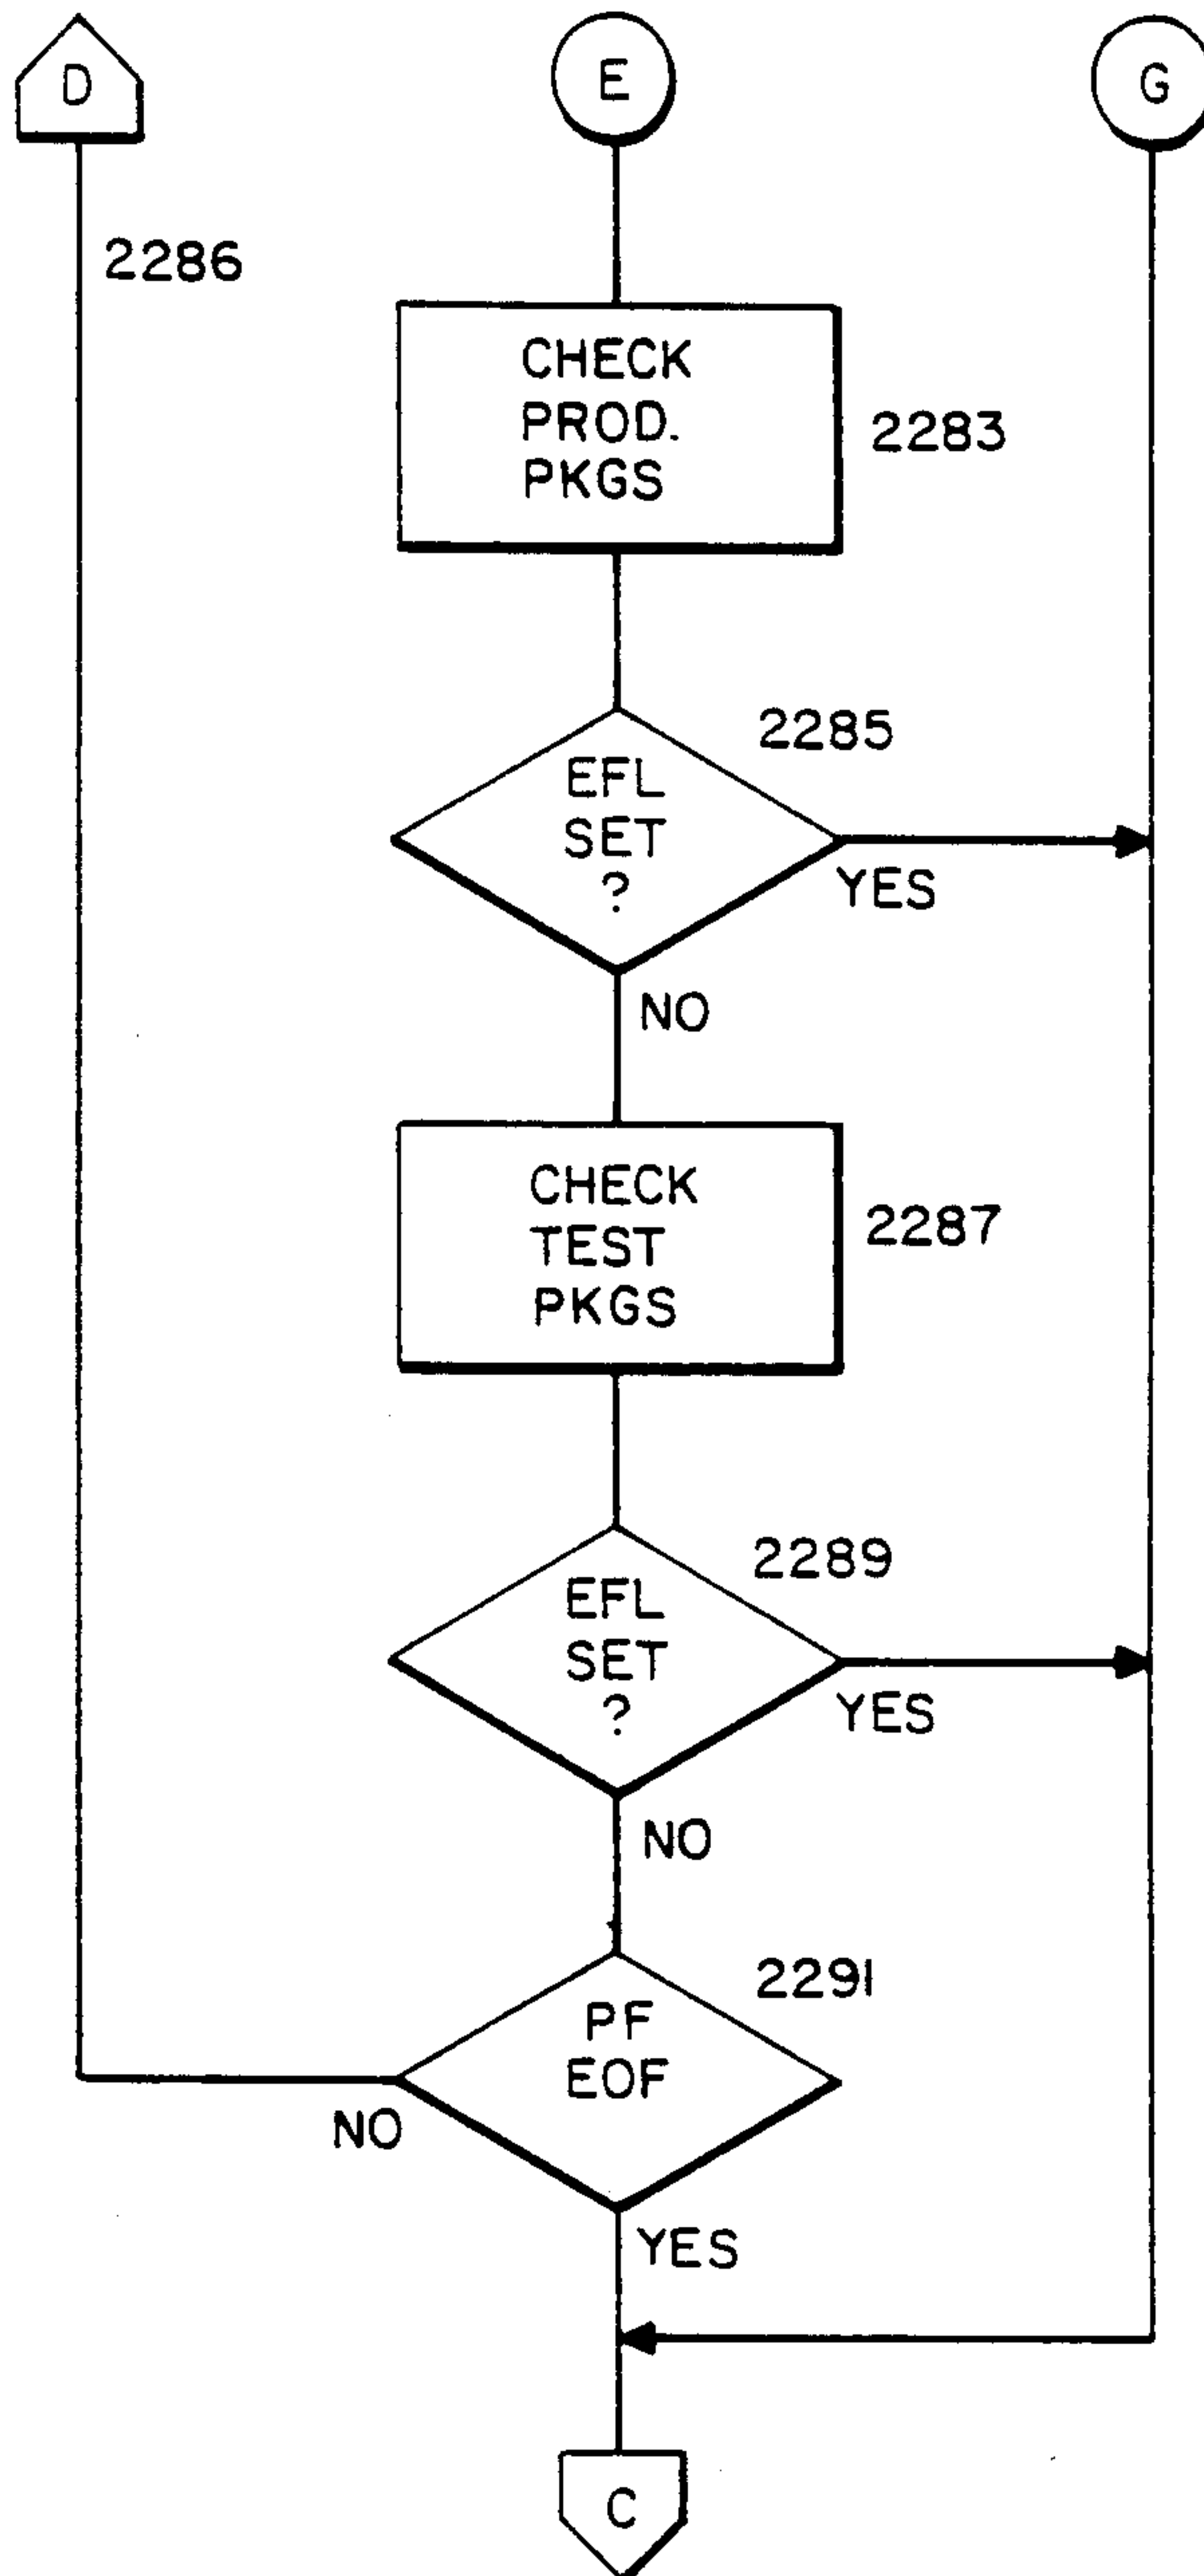 D
E
G
2286
CHECK
PROD.
PKGS
2283
2285
EFL
SET
?
YES
NO
CHECK
TEST
PKGS
2287
2289
EFL
SET
?
YES
NO
2291
PF
EOF
NO
YES
C